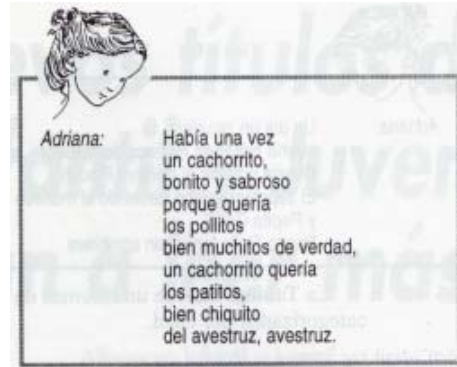 Adriana: Había una vez
un cachorrito,
bonito y sabroso
porque quería
los pollitos
bien muchitos de verdad,
un cachorrito quería
los patitos,
bien chiquito
del avestruz, avestruz.